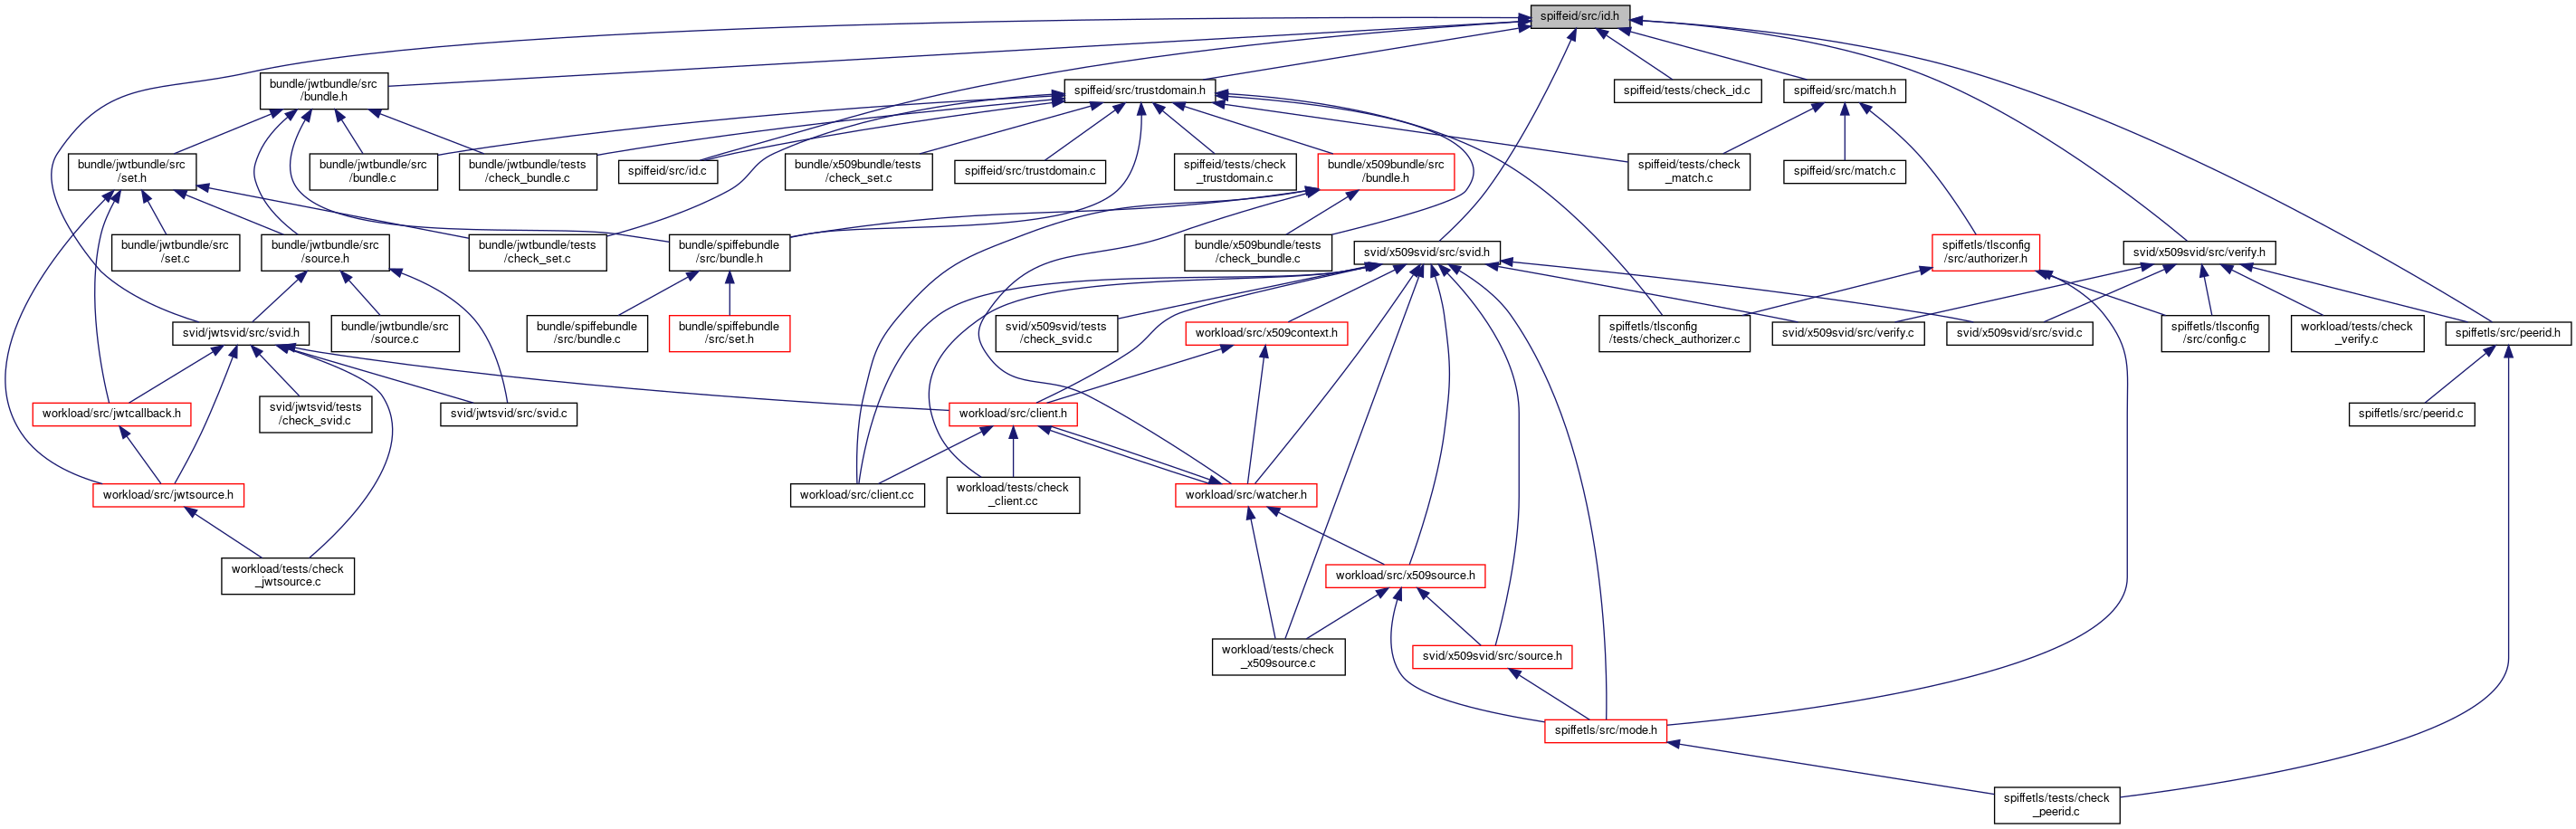 spiffeid/src/id.h
bundle/jwtbundle/src
/bundle.h
spiffeid/src/trustdomain.h
spiffeid/tests/check_id.c
spiffeid/src/match.h
bundle/jwtbundle/src
/set.h
bundle/jwtbundle/src
/bundle.c
bundle/jwtbundle/tests
/check_bundle.c
spiffeid/src/id.c
bundle/x509bundle/tests
/check_set.c
spiffeid/src/trustdomain.c
spiffeid/tests/check
_trustdomain.c
bundle/x509bundle/src
/bundle.h
spiffeid/tests/check
_match.c
spiffeid/src/match.c
bundle/jwtbundle/src
/set.c
bundle/jwtbundle/src
/source.h
bundle/jwtbundle/tests
/check_set.c
bundle/spiffebundle
/src/bundle.h
bundle/x509bundle/tests
/check_bundle.c
svid/x509svid/src/svid.h
spiffetls/tlsconfig
/src/authorizer.h
svid/x509svid/src/verify.h
svid/jwtsvid/src/svid.h
bundle/jwtbundle/src
/source.c
bundle/spiffebundle
/src/bundle.c
bundle/spiffebundle
/src/set.h
svid/x509svid/tests
/check_svid.c
workload/src/x509context.h
spiffetls/tlsconfig
/tests/check_authorizer.c
svid/x509svid/src/verify.c
svid/x509svid/src/svid.c
spiffetls/tlsconfig
/src/config.c
workload/tests/check
_verify.c
spiffetls/src/peerid.h
workload/src/jwtcallback.h
svid/jwtsvid/tests
/check_svid.c
svid/jwtsvid/src/svid.c
workload/src/client.h
spiffetls/src/peerid.c
workload/src/jwtsource.h
workload/src/client.cc
workload/tests/check
_client.cc
workload/src/watcher.h
workload/tests/check
_jwtsource.c
workload/src/x509source.h
workload/tests/check
_x509source.c
svid/x509svid/src/source.h
spiffetls/src/mode.h
spiffetls/tests/check
_peerid.c